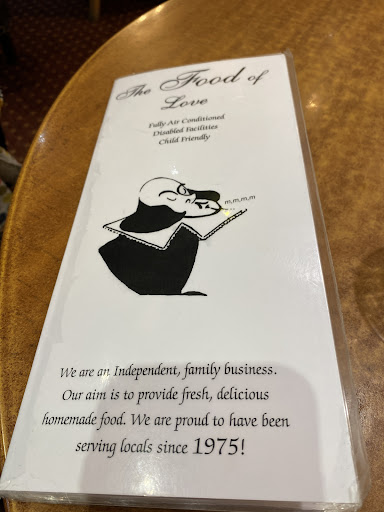 The Food of
Love
Fully Air Conditioned
Disabled Facilities
Child Friendly
m,m,m,m
We are an Independent, family business.
Our aim is to provide fresh, delicious
homemade food. We are proud to have been
serving locals since 1975!